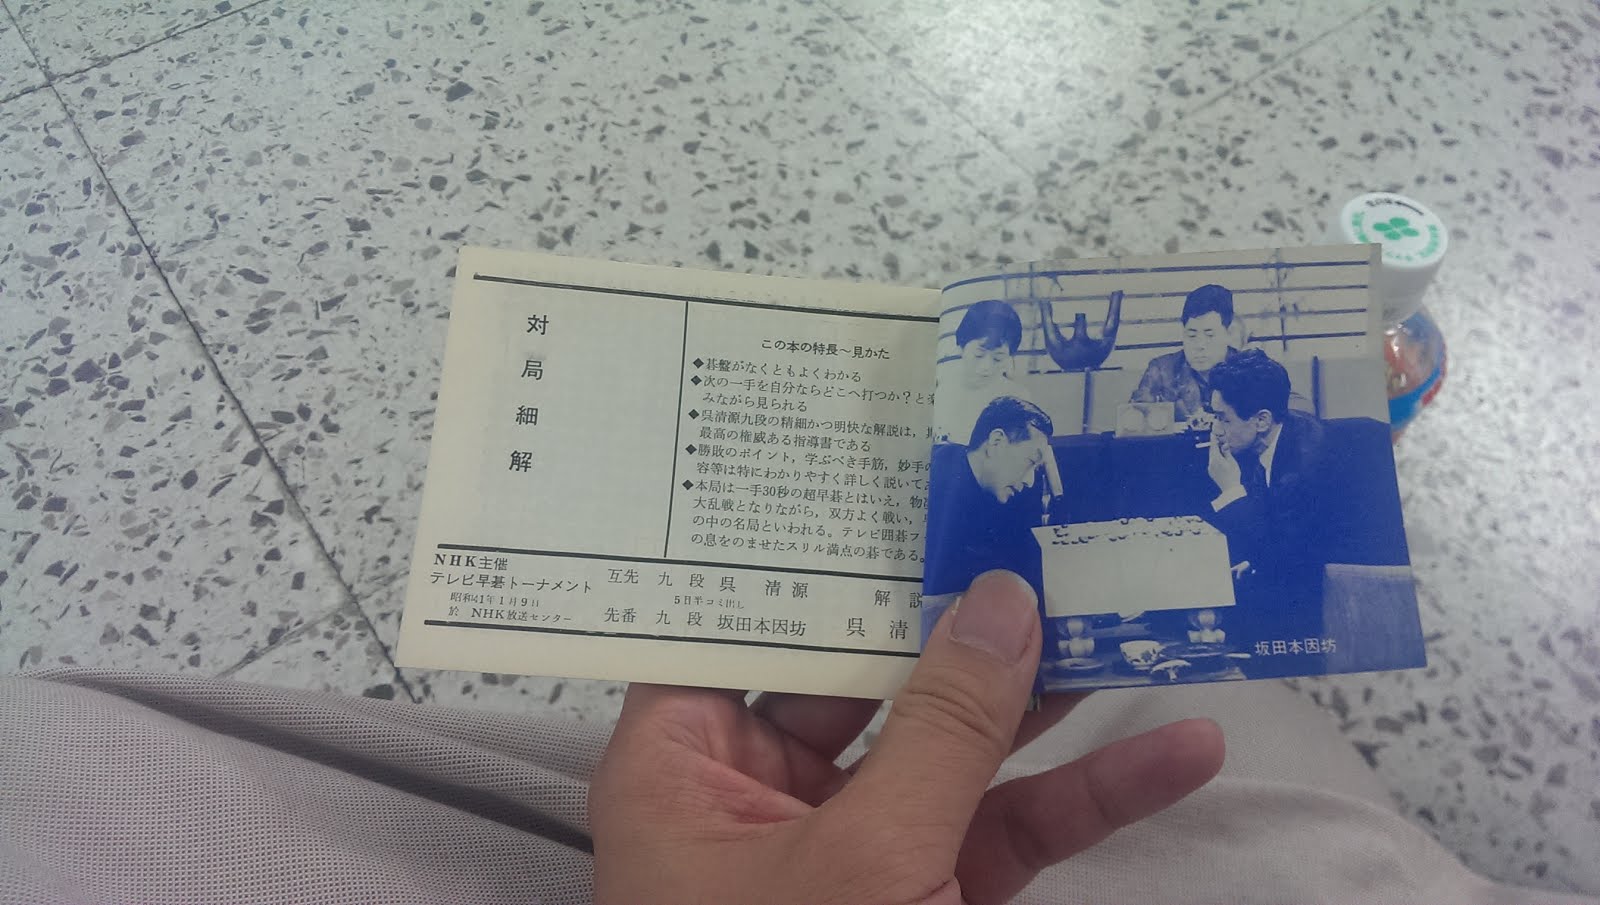 対局細解
この本の特長〜見かた
◆碁盤がなくともよくわかる
◆次の一手を自分ならどこへ打つか？と
みながら見られる
◆呉清源九段の精細かつ明快な解説は，
最高の権威ある指導書である
◆勝敗のポイント，学ぶべき手筋，妙手の
容等は特にわかりやすく詳しく説いて
◆本局は一手30秒の超早碁とはいえ，
大乱戦となりながら，双方よく戦い，
の中の名局といわれる。テレビ囲碁フ
の息をのませたスリル満点の碁である。
NHK主催
テレビ早碁トーナメント
昭和41年1月9日
於 NHK放送センター
互先 九段 呉 清源
5目半コミ出し
先番 九段 坂田本因坊
解説
呉清
坂田本因坊